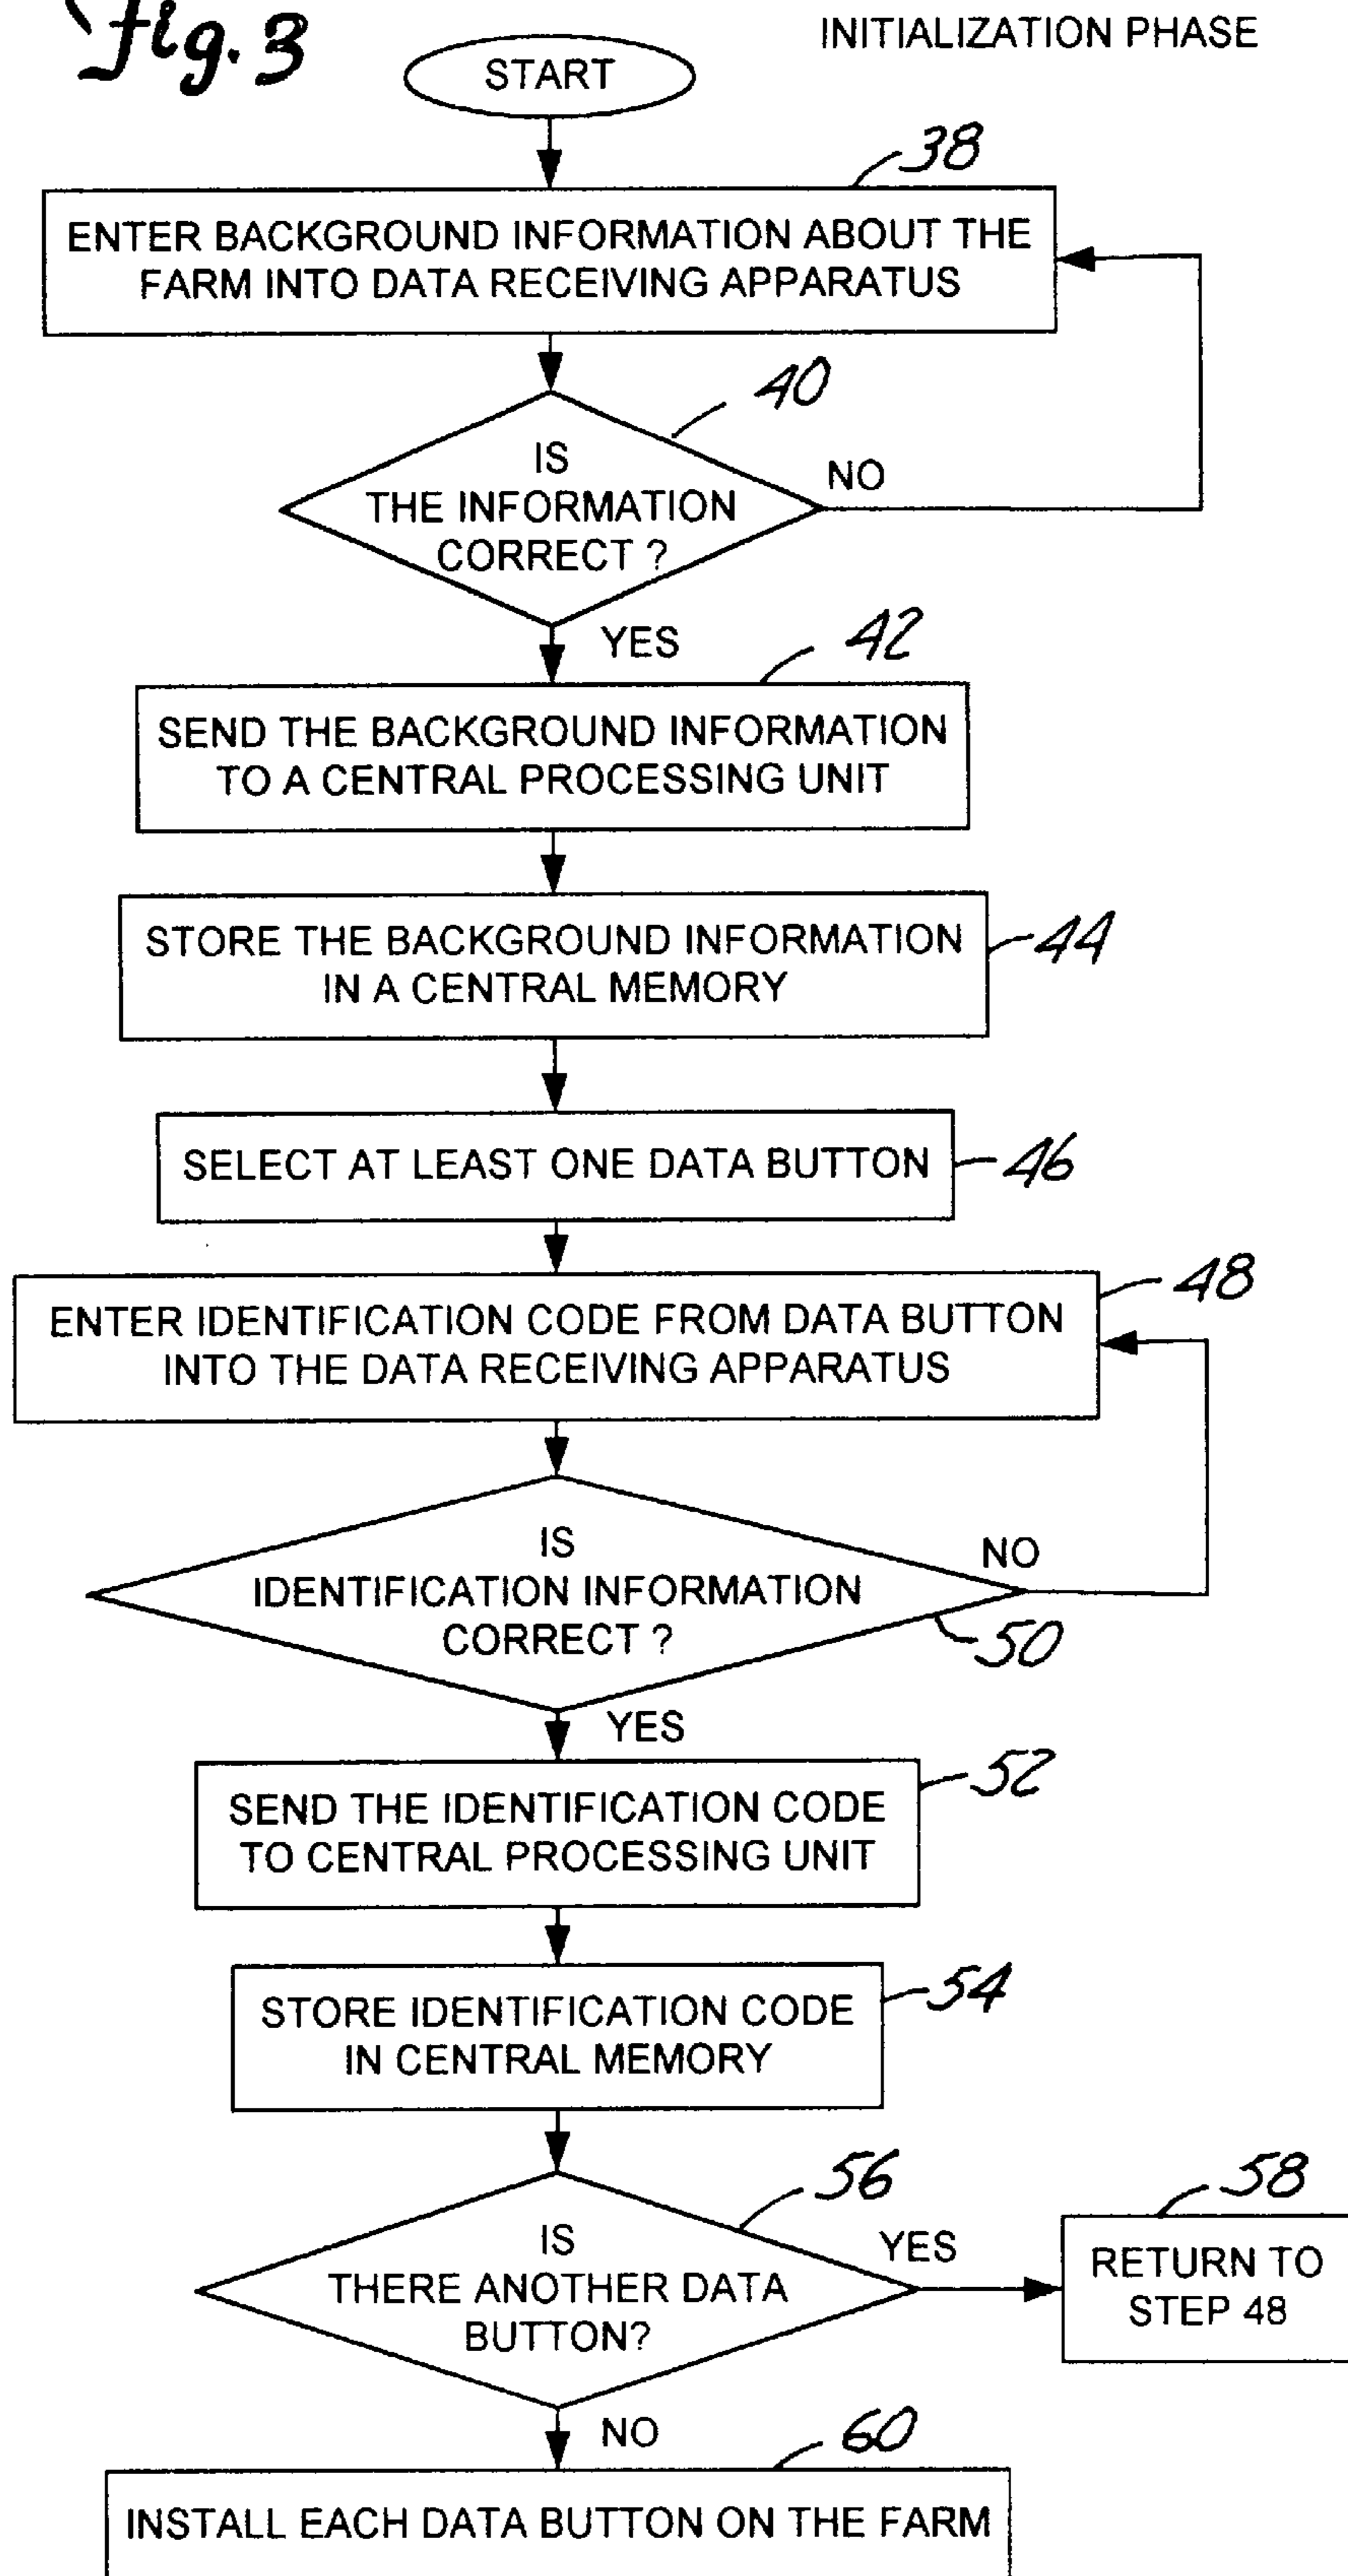 Fig. 3
INITIALIZATION PHASE
START
38
ENTER BACKGROUND INFORMATION ABOUT THE
FARM INTO DATA RECEIVING APPARATUS
40
IS
THE INFORMATION
CORRECT ?
NO
YES
42
SEND THE BACKGROUND INFORMATION
TO A CENTRAL PROCESSING UNIT
STORE THE BACKGROUND INFORMATION
IN A CENTRAL MEMORY
44
SELECT AT LEAST ONE DATA BUTTON
46
48
ENTER IDENTIFICATION CODE FROM DATA BUTTON
INTO THE DATA RECEIVING APPARATUS
IS
IDENTIFICATION INFORMATION
CORRECT ?
NO
50
YES
52
SEND THE IDENTIFICATION CODE
TO CENTRAL PROCESSING UNIT
54
STORE IDENTIFICATION CODE
IN CENTRAL MEMORY
56
IS
THERE ANOTHER DATA
BUTTON?
YES
58
RETURN TO
STEP 48
NO
60
INSTALL EACH DATA BUTTON ON THE FARM